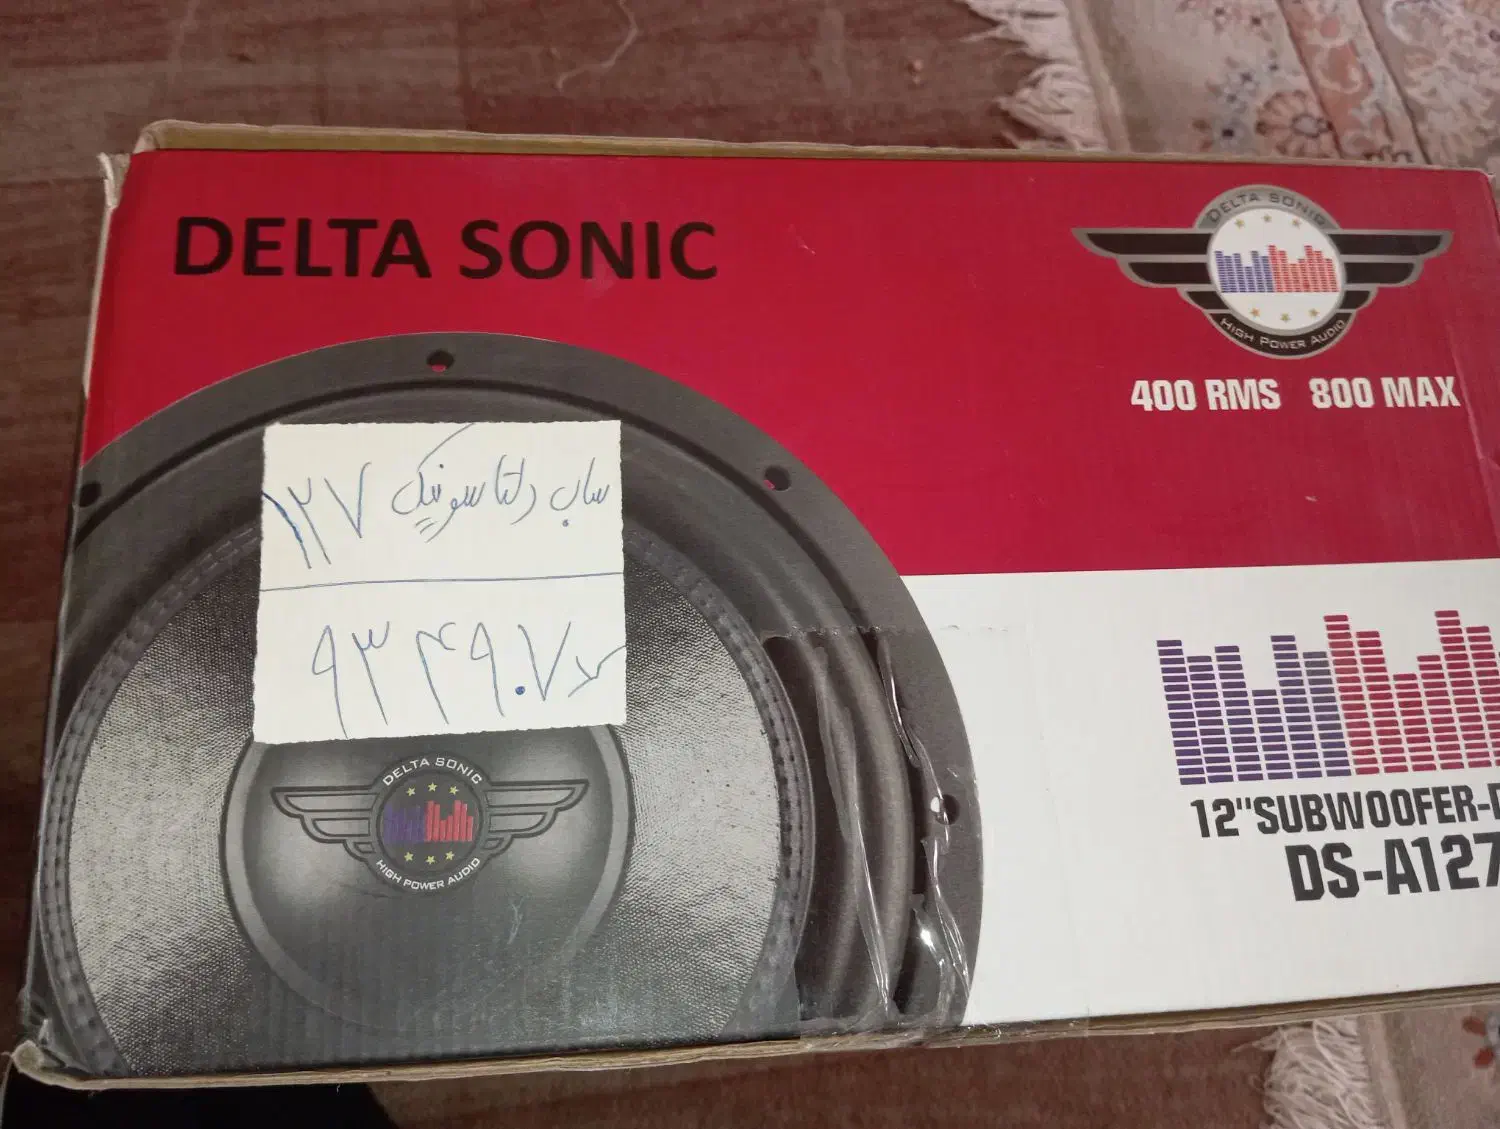 DELTA SONIC
DELTA SONIC
HIGH POWER AUDIO
400 RMS 800 MAX
ساب دلتا سونیک ۱۲۷
۹۳۴۹۰۷
DELTA SONIC
HIGH POWER AUDIO
12"SUBWOOFER-
DS-A127